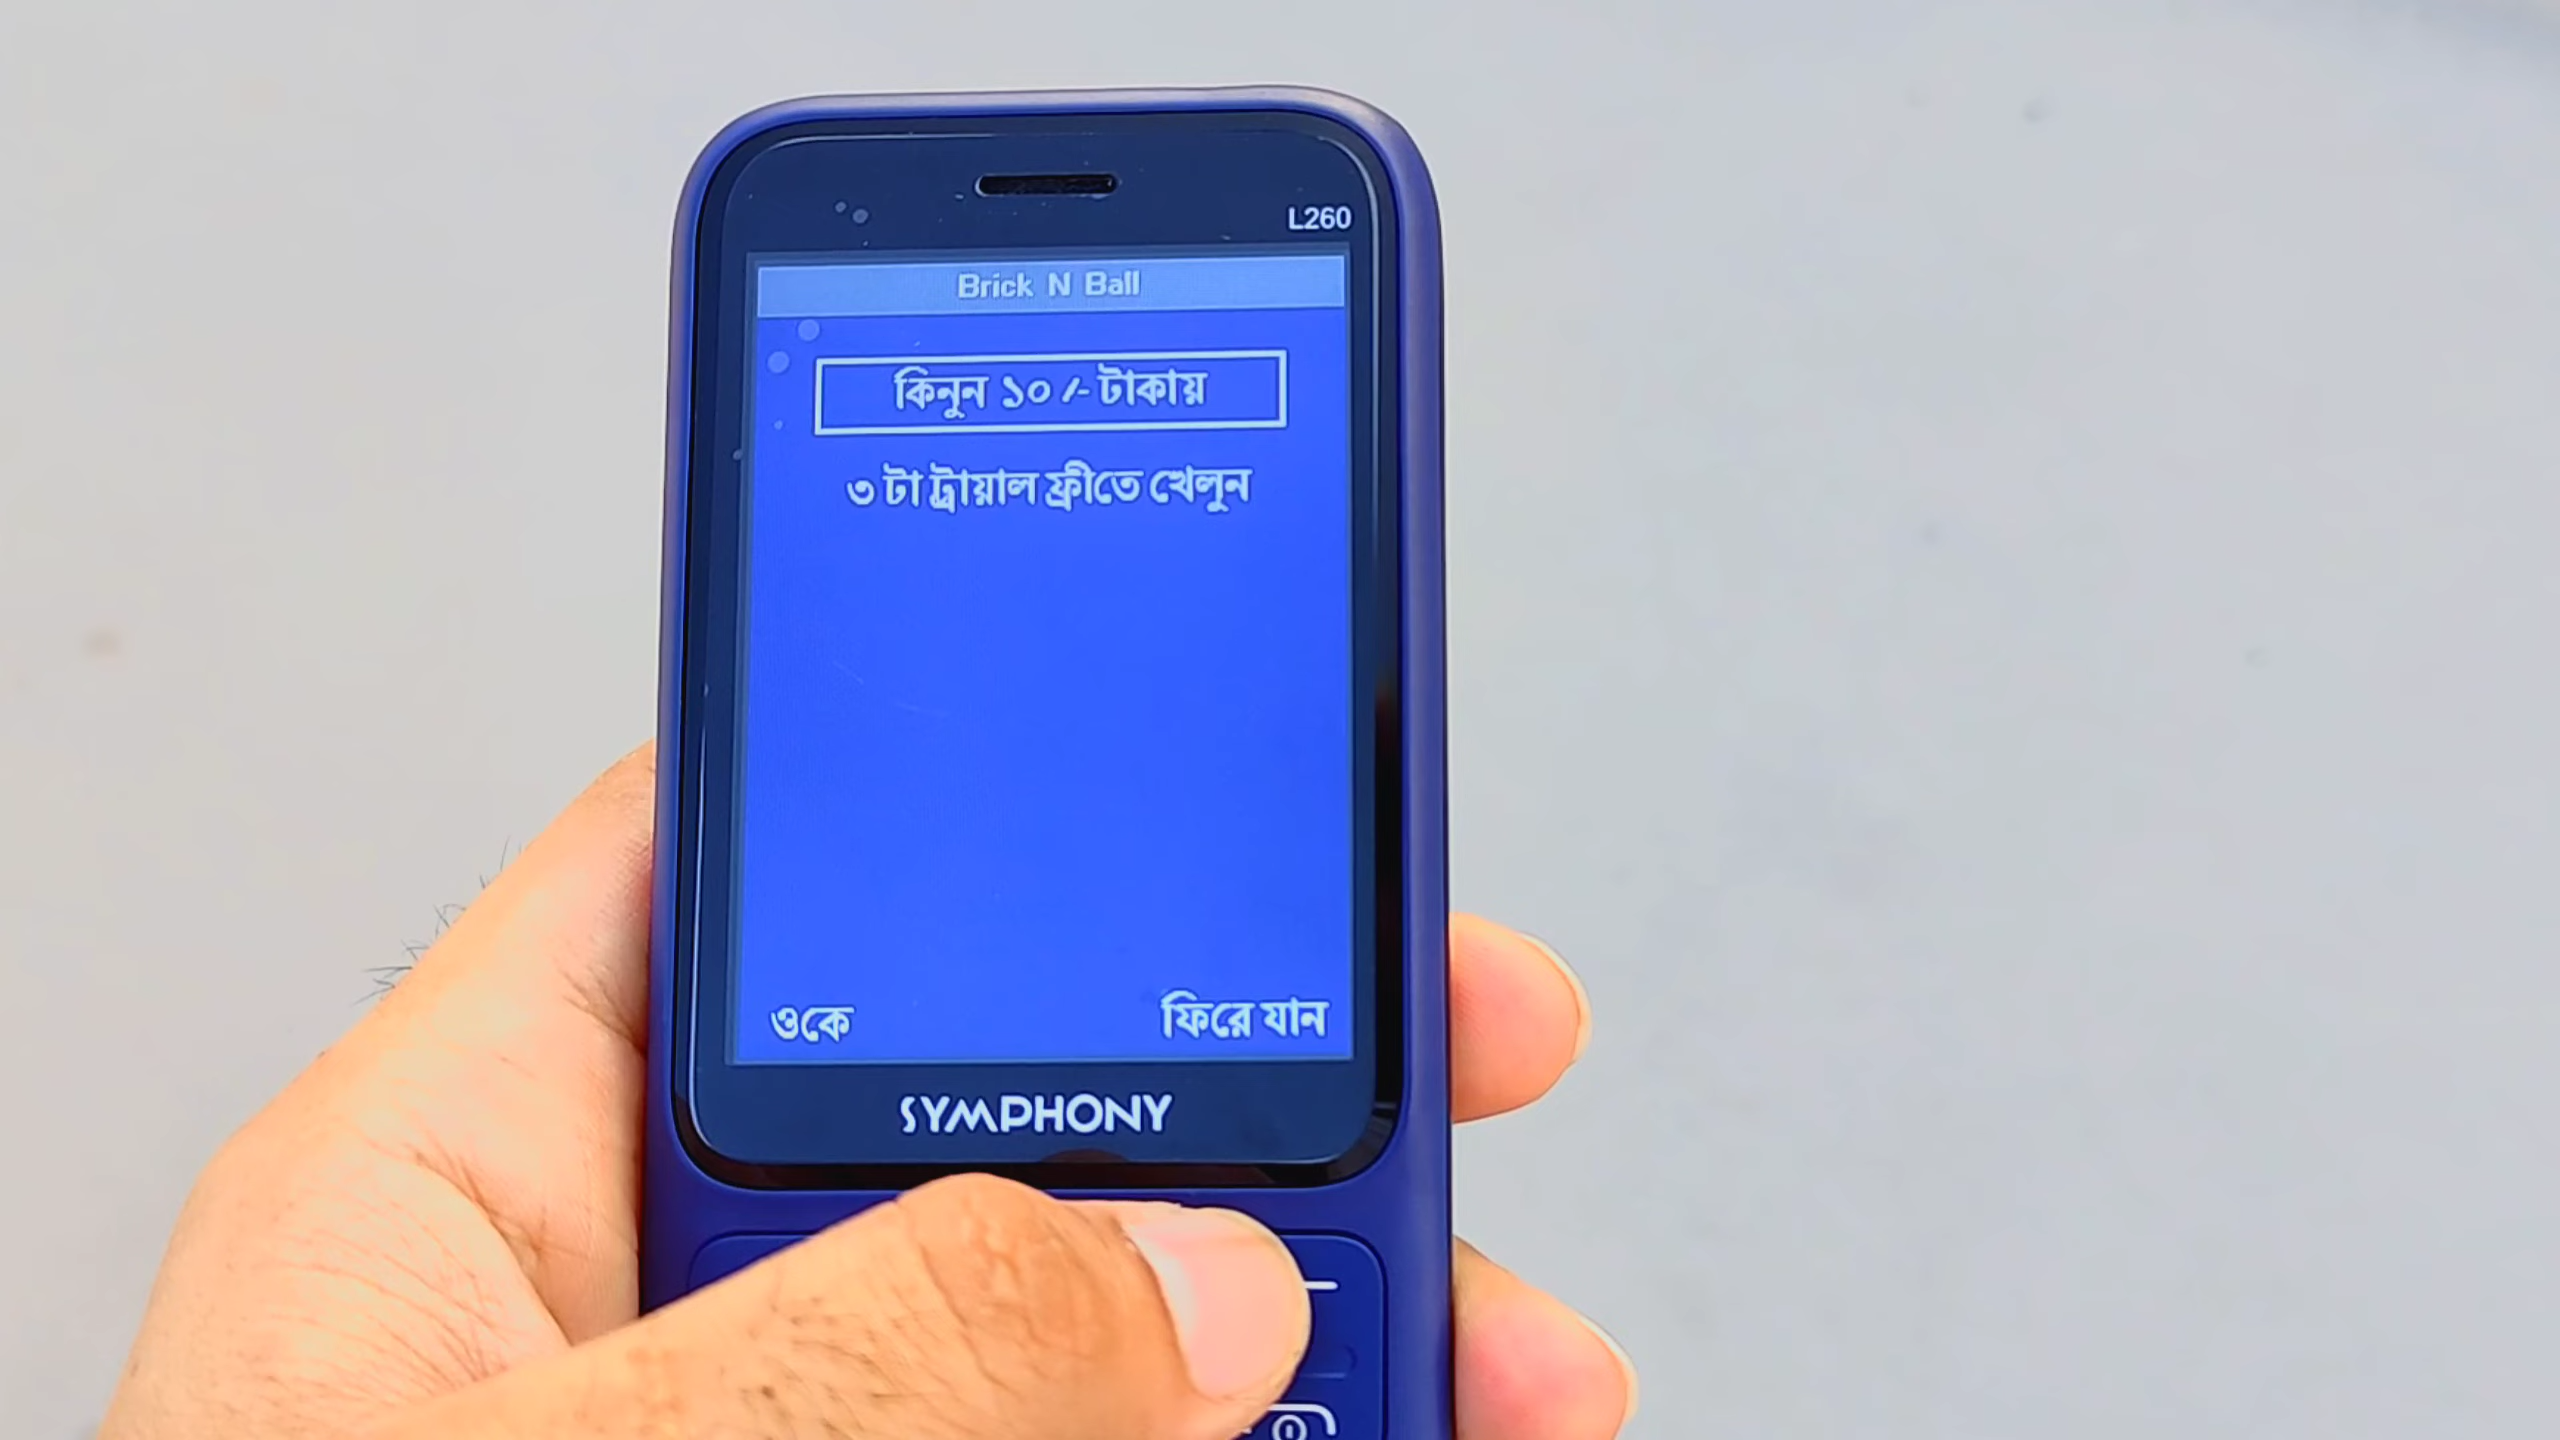 L260
Brick N Ball
কিনুন ১০ /- টাকায়
৩ টা ট্রায়াল ফ্রীতে খেলুন
ওকে
ফিরে যান
SYMPHONY